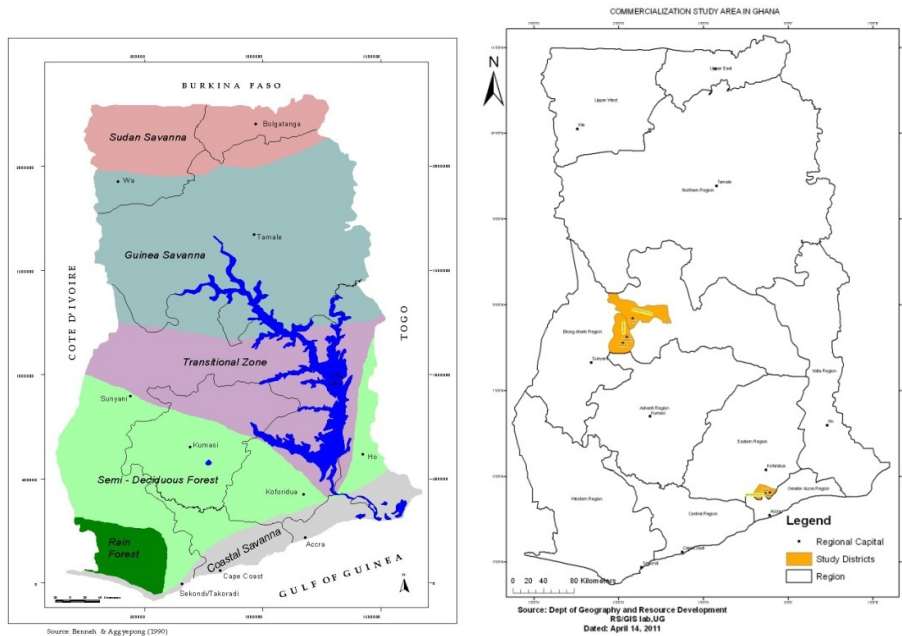 COMMERCIALIZATION STUDY AREA IN GHANA
BURKINA FASO
Sudan Savanna
Bolgatanga
Wa
Tamale
Guinea Savanna
COTE D'IVOIRE
TOGO
Transitional Zone
Sunyani
Kumasi
Ho
Semi - Deciduous Forest
Koforidua
Rain
Forest
Coastal Savanna
Accra
Cape Coast
Sekondi/Takoradi
GULF OF GUINEA
N
Source: Benneh & Aggyepong (1990)
N
Upper East
Upper West
Wa
Tamale
Northern Region
Brong Ahafo Region
Sunyani
Volta Region
Ashanti Region
Kumasi
Ho
Eastern Region
Koforidua
Greater Accra Region
Western Region
Central Region
Accra
Cape Coast
Legend
Regional Capital
Study Districts
Region
0 20 40 80 Kilometers
Source: Dept of Geography and Resource Development
RS/GIS lab,UG
Dated: April 14, 2011